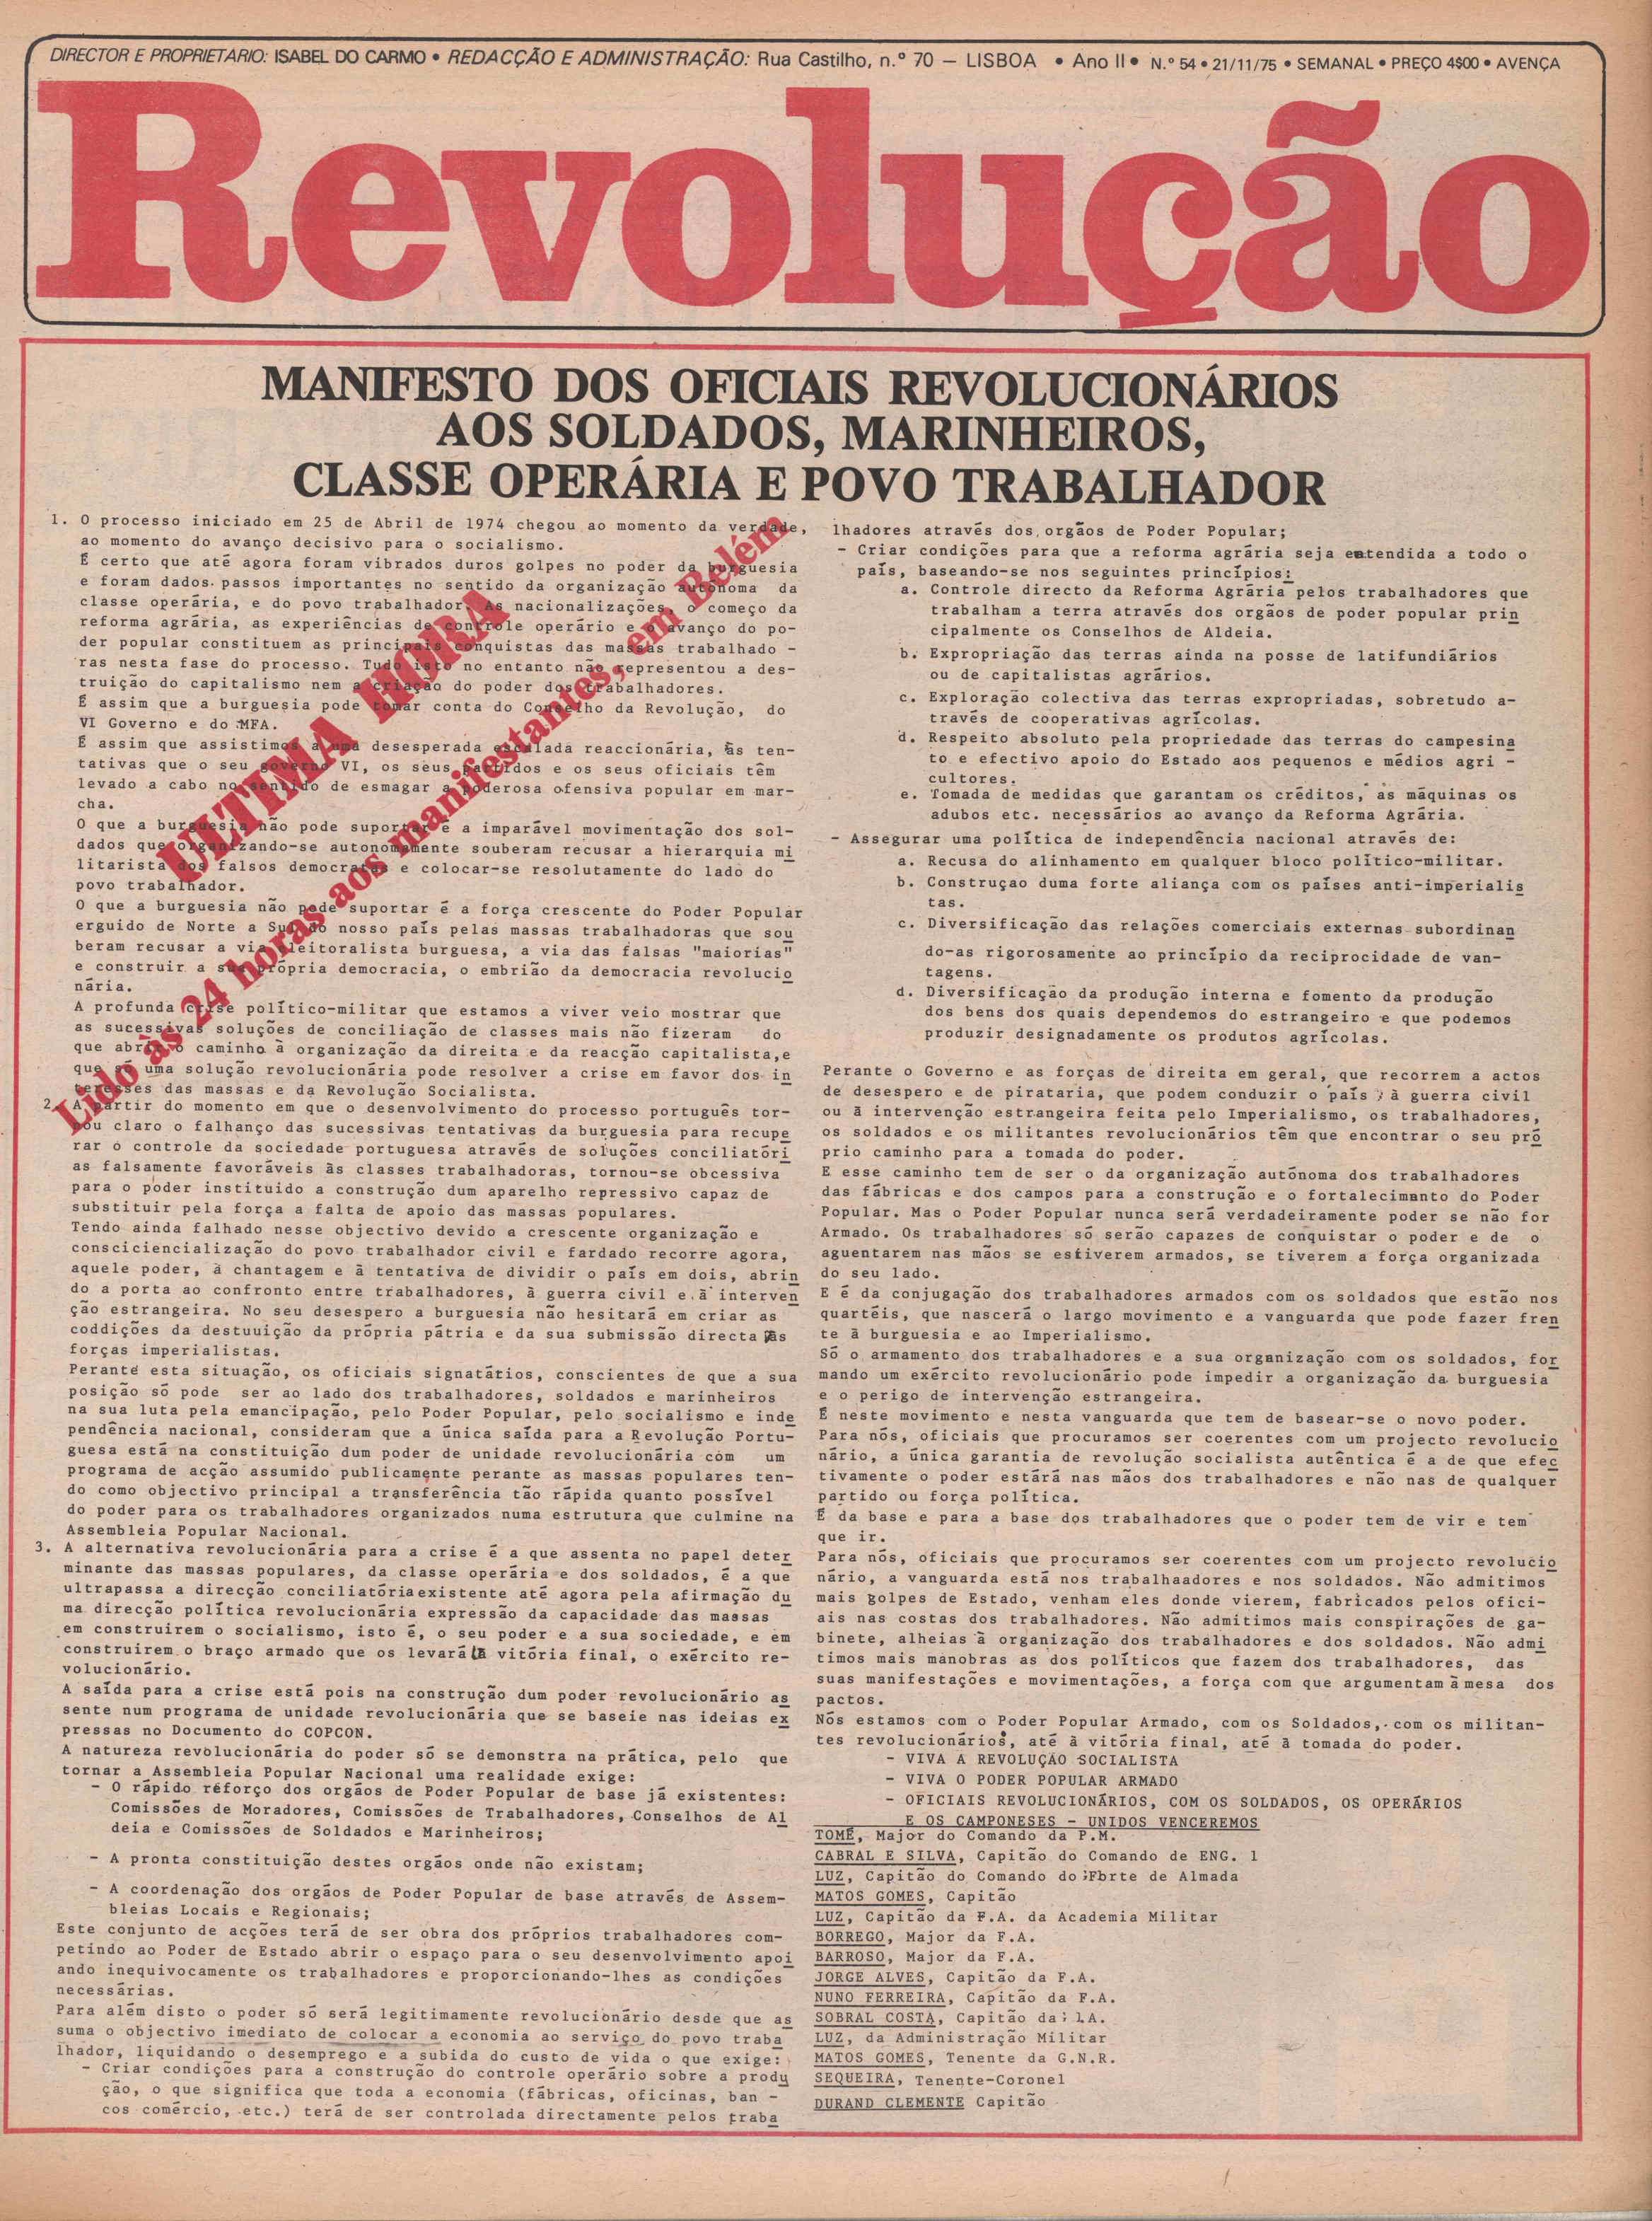 DIRECTOR E PROPRIETARIO: ISABEL DO CARMO • REDACÇÃO E ADMINISTRAÇÃO: Rua Castilho, n.º 70 — LISBOA • Ano II • N.º 54 • 21/11/75 • SEMANAL • PREÇO 4$00 • AVENÇA
Revolução
MANIFESTO DOS OFICIAIS REVOLUCIONÁRIOS
AOS SOLDADOS, MARINHEIROS,
CLASSE OPERÁRIA E POVO TRABALHADOR
ULTIMA HORA
Lido às 24 horas aos manifestantes, em Belém
1. O processo iniciado em 25 de Abril de 1974 chegou ao momento da verdade,
ao momento do avanço decisivo para o socialismo.
É certo que até agora foram vibrados duros golpes no poder da burguesia
e foram dados passos importantes no sentido da organização autónoma da
classe operária, e do povo trabalhador. As nacionalizações, o começo da
reforma agrária, as experiências de controle operário e o avanço do po-
der popular constituem as principais conquistas das massas trabalhado -
ras nesta fase do processo. Tudo isto no entanto não representou a des-
truição do capitalismo nem a criação do poder dos trabalhadores.
É assim que a burguesia pode tomar conta do Conselho da Revolução, do
VI Governo e do MFA.
É assim que assistimos a uma desesperada escalada reaccionária, às ten-
tativas que o seu governo VI, os seus partidos e os seus oficiais têm
levado a cabo no sentido de esmagar a poderosa ofensiva popular em mar-
cha.
O que a burguesia não pode suportar é a imparável movimentação dos sol-
dados que organizando-se autonomamente souberam recusar a hierarquia mi
litarista dos falsos democratas e colocar-se resolutamente do lado do
povo trabalhador.
O que a burguesia não pode suportar é a força crescente do Poder Popular
erguido de Norte a Sul do nosso país pelas massas trabalhadoras que sou
beram recusar a via eleitoralista burguesa, a via das falsas "maiorias"
e construir a sua própria democracia, o embrião da democracia revolucio
nária.
A profunda crise político-militar que estamos a viver veio mostrar que
as sucessivas soluções de conciliação de classes mais não fizeram do
que abrir o caminho à organização da direita e da reacção capitalista,e
que só uma solução revolucionária pode resolver a crise em favor dos in
teresses das massas e da Revolução Socialista.
2. A partir do momento em que o desenvolvimento do processo português tor-
nou claro o falhanço das sucessivas tentativas da burguesia para recupe
rar o controle da sociedade portuguesa através de soluções conciliatóri
as falsamente favoráveis às classes trabalhadoras, tornou-se obcessiva
para o poder instituido a construção dum aparelho repressivo capaz de
substituir pela força a falta de apoio das massas populares.
Tendo ainda falhado nesse objectivo devido a crescente organização e
consciciencialização do povo trabalhador civil e fardado recorre agora,
aquele poder, à chantagem e à tentativa de dividir o país em dois, abrin
do a porta ao confronto entre trabalhadores, à guerra civil e à interven
ção estrangeira. No seu desespero a burguesia não hesitará em criar as
coddições da destuuição da própria pátria e da sua submissão directa às
forças imperialistas.
Perante esta situação, os oficiais signatátios, conscientes de que a sua
posição só pode ser ao lado dos trabalhadores, soldados e marinheiros
na sua luta pela emancipação, pelo Poder Popular, pelo socialismo e inde
pendência nacional, consideram que a única saída para a Revolução Portu-
guesa está na constituição dum poder de unidade revolucionária com um
programa de acção assumido publicamente perante as massas populares ten-
do como objectivo principal a transferência tão rápida quanto possível
do poder para os trabalhadores organizados numa estrutura que culmine na
Assembleia Popular Nacional.
3. A alternativa revolucionária para a crise é a que assenta no papel deter
minante das massas populares, da classe operária e dos soldados, é a que
ultrapassa a direcção conciliatória existente até agora pela afirmação du
ma direcção política revolucionária expressão da capacidade das massas
em construirem o socialismo, isto é, o seu poder e a sua sociedade, e em
construirem o braço armado que os levará à vitória final, o exército re-
volucionário.
A saída para a crise está pois na construção dum poder revolucionário as
sente num programa de unidade revolucionária que se baseie nas ideias ex
pressas no Documento do COPCON.
A natureza revolucionária do poder só se demonstra na prática, pelo que
tornar a Assembleia Popular Nacional uma realidade exige:
- O rápido reforço dos orgãos de Poder Popular de base já existentes:
Comissões de Moradores, Comissões de Trabalhadores, Conselhos de Al
deia e Comissões de Soldados e Marinheiros;
- A pronta constituição destes orgãos onde não existam;
- A coordenação dos orgãos de Poder Popular de base através de Assem-
bleias Locais e Regionais;
Este conjunto de acções terá de ser obra dos próprios trabalhadores com-
petindo ao Poder de Estado abrir o espaço para o seu desenvolvimento apoi
ando inequivocamente os trabalhadores e proporcionando-lhes as condições
necessárias.
Para além disto o poder só será legitimamente revolucionário desde que as
suma o objectivo imediato de colocar a economia ao serviço do povo traba
lhador, liquidando o desemprego e a subida do custo de vida o que exige:
- Criar condições para a construção do controle operário sobre a produ
ção, o que significa que toda a economia (fábricas, oficinas, ban -
cos comércio, etc.) terá de ser controlada directamente pelos traba
lhadores através dos orgãos de Poder Popular;
- Criar condições para que a reforma agrária seja extendida a todo o
país, baseando-se nos seguintes princípios:
a. Controle directo da Reforma Agrária pelos trabalhadores que
trabalham a terra através dos orgãos de poder popular prin
cipalmente os Conselhos de Aldeia.
b. Expropriação das terras ainda na posse de latifundiários
ou de capitalistas agrários.
c. Exploração colectiva das terras expropriadas, sobretudo a-
través de cooperativas agrícolas.
d. Respeito absoluto pela propriedade das terras do campesina
to e efectivo apoio do Estado aos pequenos e médios agri -
cultores.
e. Tomada de medidas que garantam os créditos, as máquinas os
adubos etc. necessários ao avanço da Reforma Agrária.
- Assegurar uma política de independência nacional através de:
a. Recusa do alinhamento em qualquer bloco político-militar.
b. Construçao duma forte aliança com os países anti-imperialis
tas.
c. Diversificação das relações comerciais externas subordinan
do-as rigorosamente ao princípio da reciprocidade de van-
tagens.
d. Diversificação da produção interna e fomento da produção
dos bens dos quais dependemos do estrangeiro e que podemos
produzir designadamente os produtos agrícolas.
Perante o Governo e as forças de direita em geral, que recorrem a actos
de desespero e de pirataria, que podem conduzir o país à guerra civil
ou à intervenção estrangeira feita pelo Imperialismo, os trabalhadores,
os soldados e os militantes revolucionários têm que encontrar o seu pró
prio caminho para a tomada do poder.
E esse caminho tem de ser o da organização autónoma dos trabalhadores
das fábricas e dos campos para a construção e o fortalecimento do Poder
Popular. Mas o Poder Popular nunca será verdadeiramente poder se não for
Armado. Os trabalhadores só serão capazes de conquistar o poder e de o
aguentarem nas mãos se estiverem armados, se tiverem a força organizada
do seu lado.
E é da conjugação dos trabalhadores armados com os soldados que estão nos
quartéis, que nascerá o largo movimento e a vanguarda que pode fazer fren
te à burguesia e ao Imperialismo.
Só o armamento dos trabalhadores e a sua organização com os soldados, for
mando um exército revolucionário pode impedir a organização da burguesia
e o perigo de intervenção estrangeira.
É neste movimento e nesta vanguarda que tem de basear-se o novo poder.
Para nós, oficiais que procuramos ser coerentes com um projecto revolucio
nário, a única garantia de revolução socialista autêntica é a de que efec
tivamente o poder estará nas mãos dos trabalhadores e não nas de qualquer
partido ou força política.
É da base e para a base dos trabalhadores que o poder tem de vir e tem
que ir.
Para nós, oficiais que procuramos ser coerentes com um projecto revolucio
nário, a vanguarda está nos trabalhaadores e nos soldados. Não admitimos
mais golpes de Estado, venham eles donde vierem, fabricados pelos ofici-
ais nas costas dos trabalhadores. Não admitimos mais conspirações de ga-
binete, alheias à organização dos trabalhadores e dos soldados. Não admi
timos mais manobras as dos políticos que fazem dos trabalhadores, das
suas manifestações e movimentações, a força com que argumentam à mesa dos
pactos.
Nós estamos com o Poder Popular Armado, com os Soldados, com os militan-
tes revolucionários, até à vitória final, até à tomada do poder.
- VIVA A REVOLUÇÃO SOCIALISTA
- VIVA O PODER POPULAR ARMADO
- OFICIAIS REVOLUCIONÁRIOS, COM OS SOLDADOS, OS OPERÁRIOS
E OS CAMPONESES - UNIDOS VENCEREMOS
TOMÉ, Major do Comando da P.M.
CABRAL E SILVA, Capitão do Comando de ENG. 1
LUZ, Capitão do Comando do Forte de Almada
MATOS GOMES, Capitão
LUZ, Capitão da F.A. da Academia Militar
BORREGO, Major da F.A.
BARROSO, Major da F.A.
JORGE ALVES, Capitão da F.A.
NUNO FERREIRA, Capitão da F.A.
SOBRAL COSTA, Capitão da
LUZ, da Administração Militar
MATOS GOMES, Tenente da G.N.R.
SEQUEIRA, Tenente-Coronel
DURAND CLEMENTE Capitão